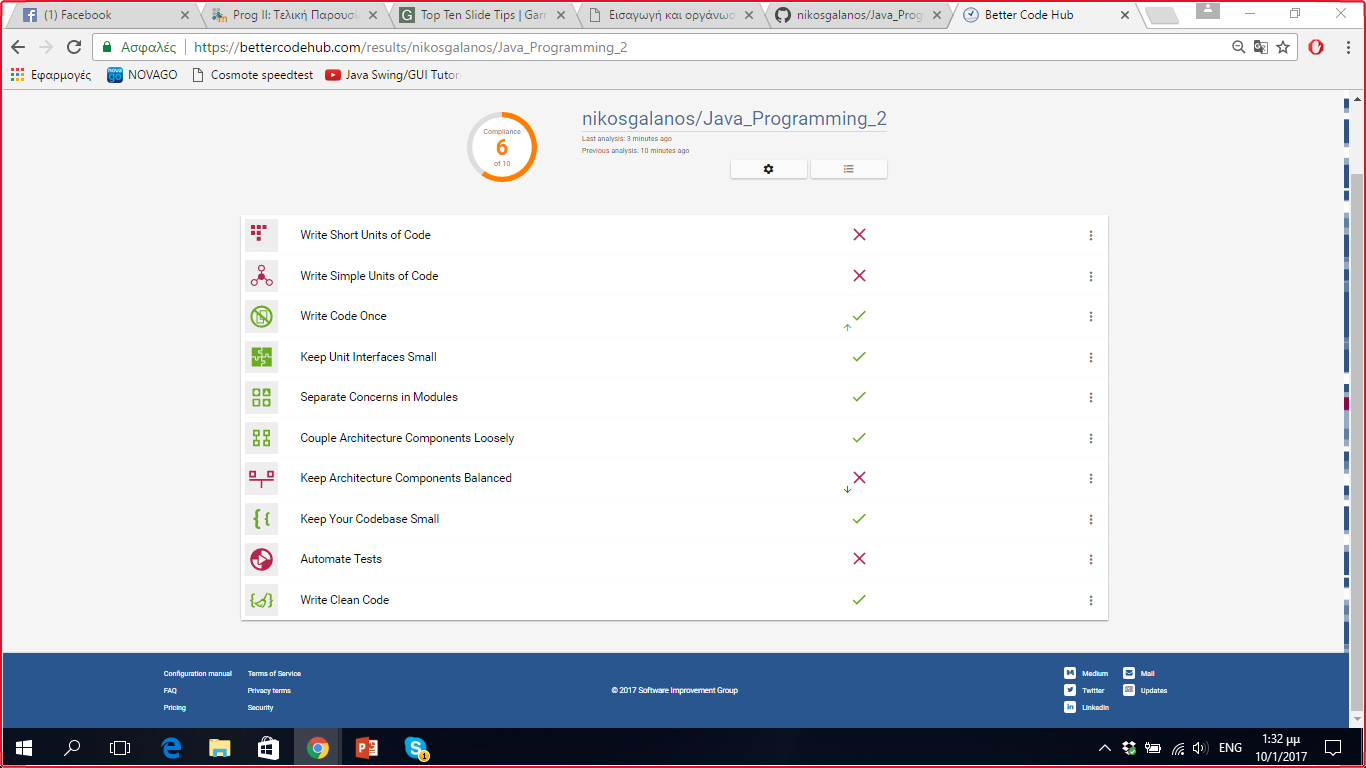 (1) Facebook
Prog II: Τελική Παρουσί
Top Ten Slide Tips | Garr
Εισαγωγή και οργάνωσ
nikosgalanos/Java_Prog
Better Code Hub
Ασφαλές
https://bettercodehub.com/results/nikosgalanos/Java_Programming_2
Εφαρμογές
NOVAGO
Cosmote speedtest
Java Swing/GUI Tutor
Compliance
6
of 10
nikosgalanos/Java_Programming_2
Last analysis: 3 minutes ago
Previous analysis: 10 minutes ago
Write Short Units of Code
Write Simple Units of Code
Write Code Once
Keep Unit Interfaces Small
Separate Concerns in Modules
Couple Architecture Components Loosely
Keep Architecture Components Balanced
Keep Your Codebase Small
Automate Tests
Write Clean Code
Configuration manual
Terms of Service
FAQ
Privacy terms
Pricing
Security
© 2017 Software Improvement Group
Medium
Mail
Twitter
Updates
LinkedIn
ENG
1:32 μμ
10/1/2017